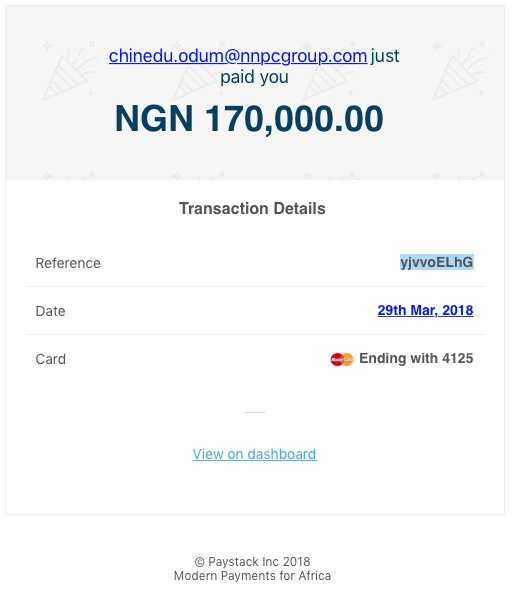 chinedu.odum@nnpcgroup.com just
paid you
NGN 170,000.00
Transaction Details
Reference yjvvoELhG
Date 29th Mar, 2018
Card MasterCard Ending with 4125
View on dashboard
© Paystack Inc 2018
Modern Payments for Africa